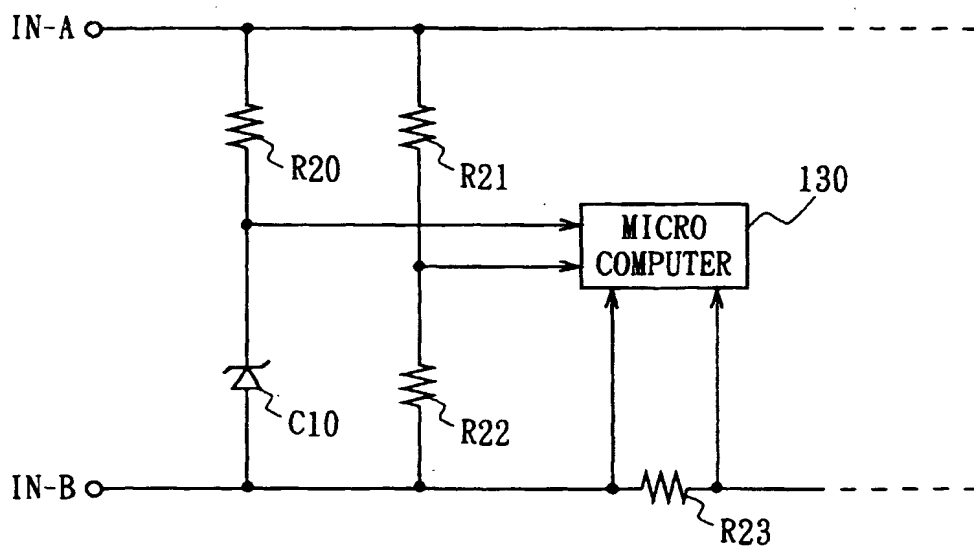 IN-A
R20
R21
130
MICRO
COMPUTER
C10
R22
IN-B
R23